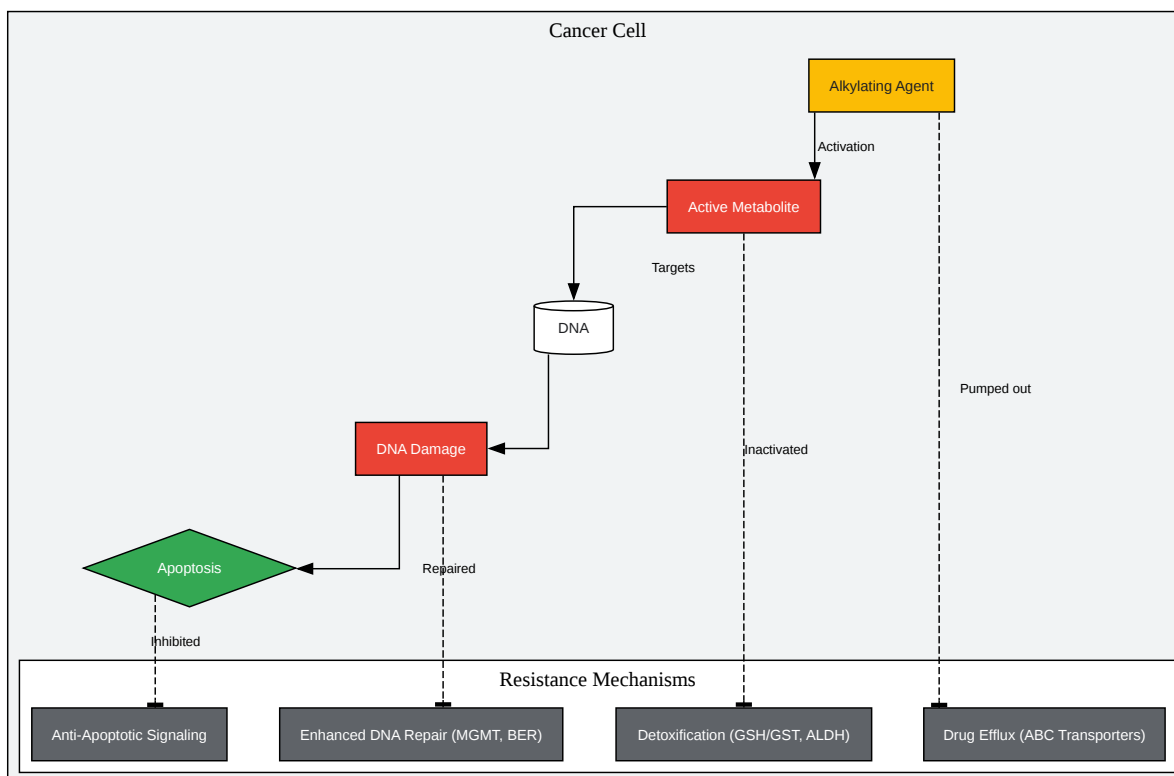 Cancer Cell
Alkylating Agent
Activation
Active Metabolite
Targets
DNA
Pumped out
DNA Damage
Inactivated
Apoptosis
Repaired
Inhibited
Resistance Mechanisms
Anti-Apoptotic Signaling
Enhanced DNA Repair (MGMT, BER)
Detoxification (GSH/GST, ALDH)
Drug Efflux (ABC Transporters)